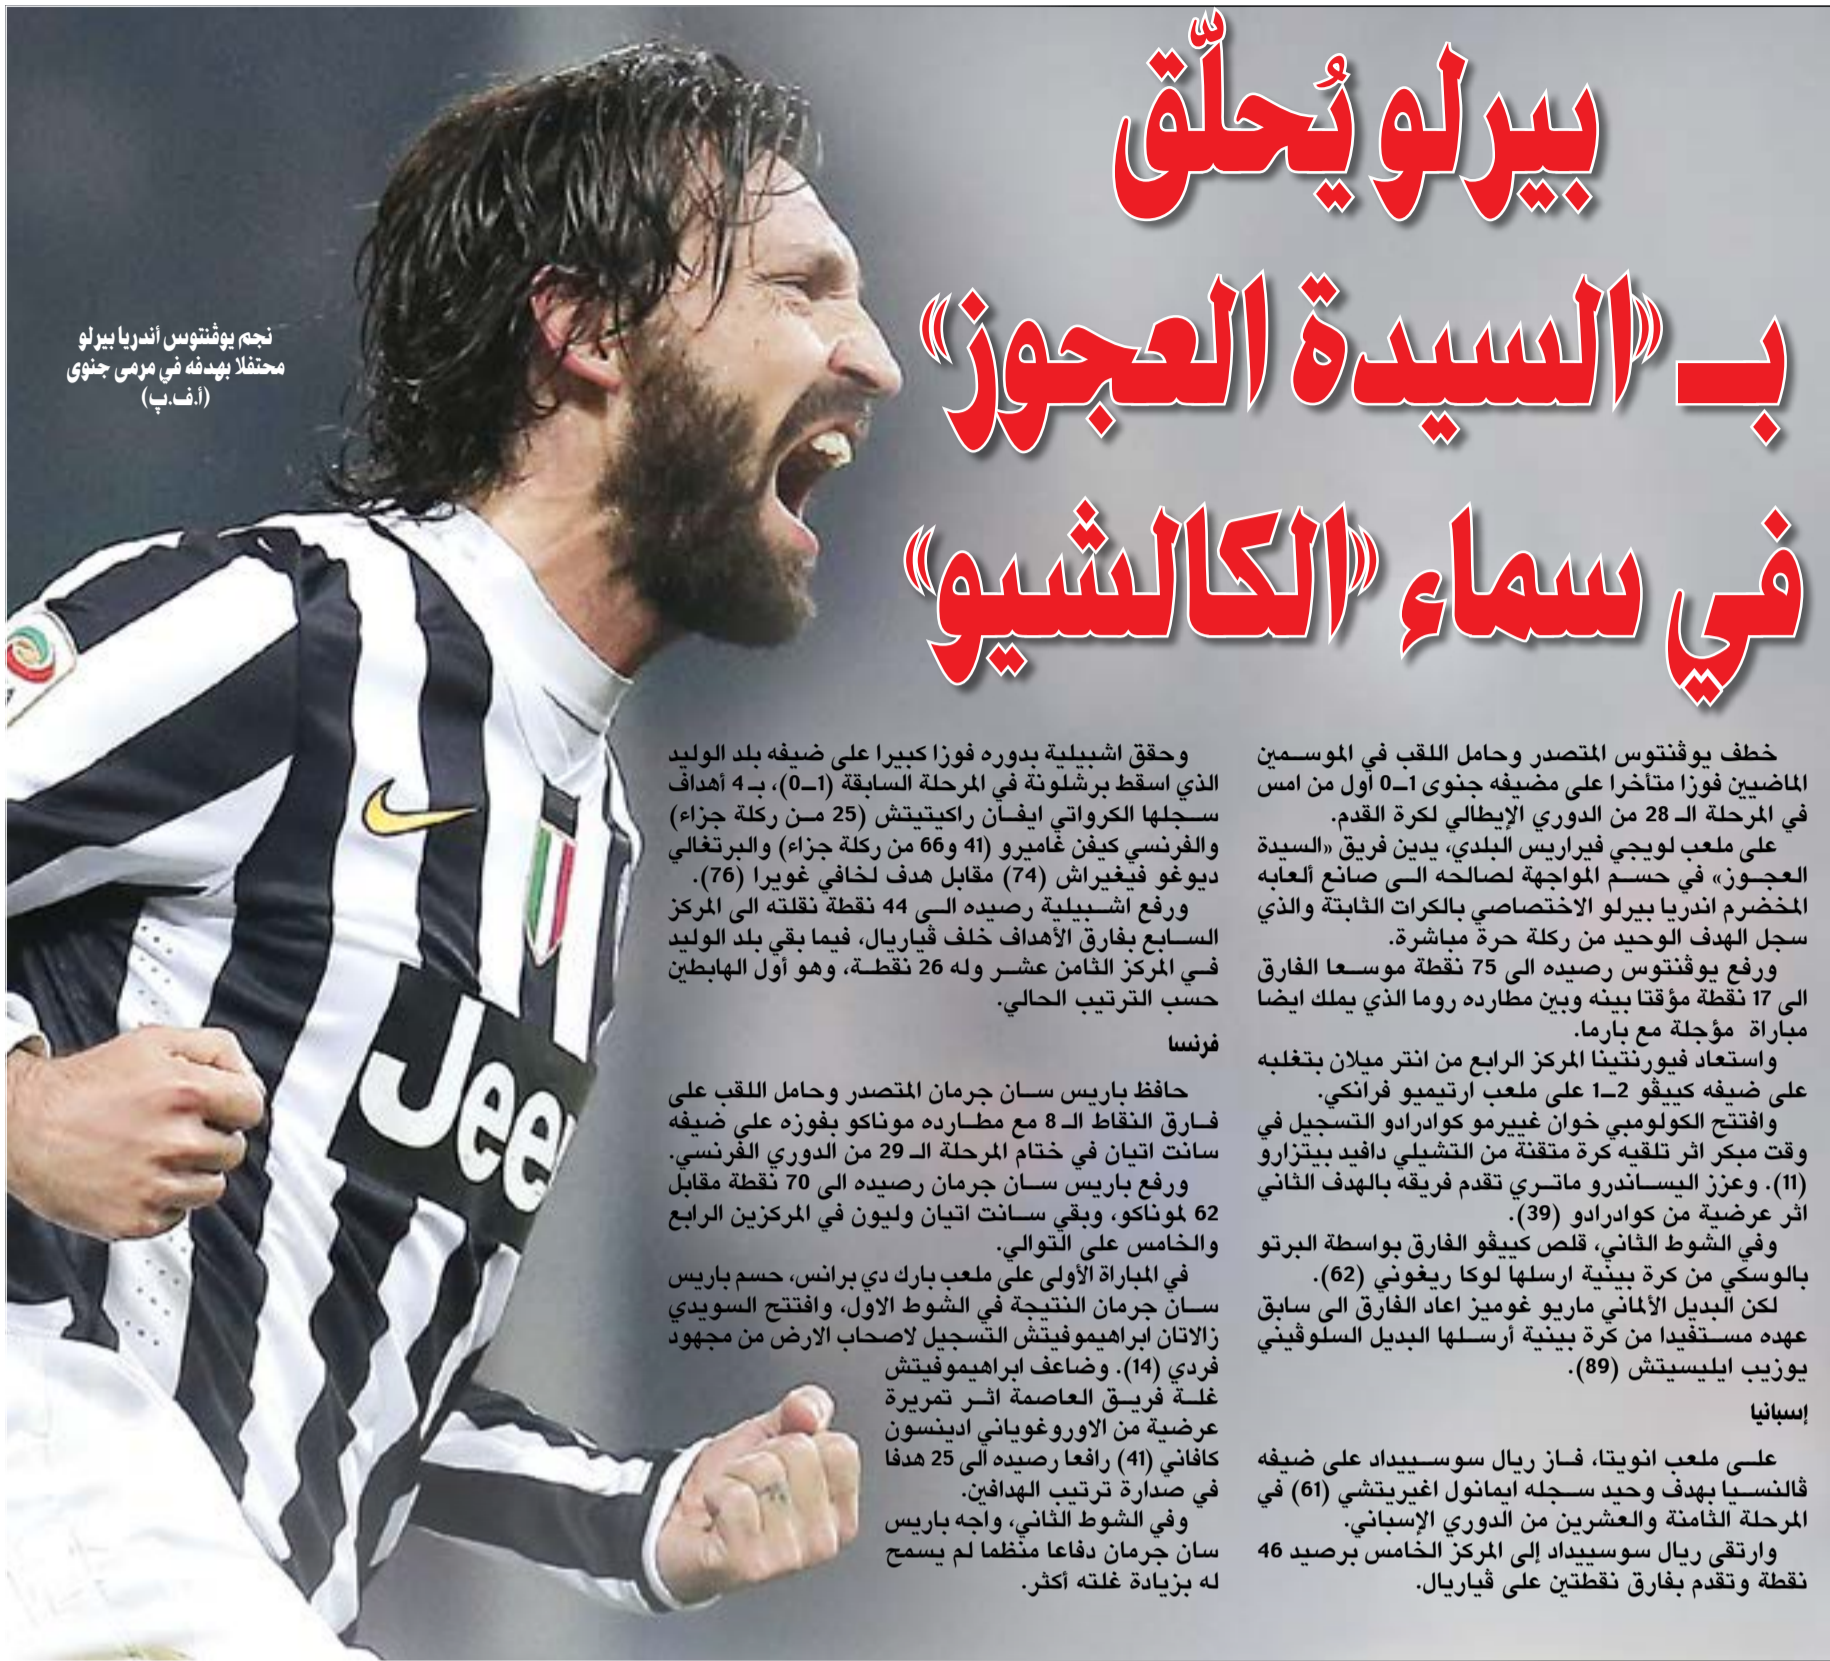 بيرلو يُحلّق
بـ «السيدة العجوز»
في سماء «الكالشيو»
نجم يوڤنتوس أندريا بيرلو
محتفلا بهدفه في مرمى جنوى
(أ.ف.پ)
خطف يوڤنتوس المتصدر وحامل اللقب في الموسمين
الماضيين فوزا متأخرا على مضيفه جنوى 1ـ0 اول من امس
في المرحلة الـ 28 من الدوري الإيطالي لكرة القدم.
على ملعب لويجي فيراريس البلدي، يدين فريق «السيدة
العجوز» في حسم المواجهة لصالحه الى صانع ألعابه
المخضرم اندريا بيرلو الاختصاصي بالكرات الثابتة والذي
سجل الهدف الوحيد من ركلة حرة مباشرة.
ورفع يوڤنتوس رصيده الى 75 نقطة موسعا الفارق
الى 17 نقطة مؤقتا بينه وبين مطارده روما الذي يملك ايضا
مباراة مؤجلة مع بارما.
واستعاد فيورنتينا المركز الرابع من انتر ميلان بتغلبه
على ضيفه كييڤو 2ـ1 على ملعب ارتيميو فرانكي.
وافتتح الكولومبي خوان غييرمو كوادرادو التسجيل في
وقت مبكر اثر تلقيه كرة متقنة من التشيلي دافيد بيتزارو
(11). وعزز اليساندرو ماتري تقدم فريقه بالهدف الثاني
اثر عرضية من كوادرادو (39).
وفي الشوط الثاني، قلص كييڤو الفارق بواسطة البرتو
بالوسكي من كرة بينية ارسلها لوكا ريغوني (62).
لكن البديل الألماني ماريو غوميز اعاد الفارق الى سابق
عهده مستفيدا من كرة بينية أرسلها البديل السلوڤيني
يوزيب ايليسيتش (89).
إسبانيا
على ملعب انويتا، فاز ريال سوسييداد على ضيفه
ڤالنسيا بهدف وحيد سجله ايمانول اغيريتشي (61) في
المرحلة الثامنة والعشرين من الدوري الإسباني.
وارتقى ريال سوسييداد إلى المركز الخامس برصيد 46
نقطة وتقدم بفارق نقطتين على ڤياريال.
وحقق اشبيلية بدوره فوزا كبيرا على ضيفه بلد الوليد
الذي اسقط برشلونة في المرحلة السابقة (1ـ0)، بـ 4 أهداف
سجلها الكرواتي ايفان راكيتيتش (25 من ركلة جزاء)
والفرنسي كيفن غاميرو (41 و66 من ركلة جزاء) والبرتغالي
ديوغو فيغيراش (74) مقابل هدف لخافي غويرا (76).
ورفع اشبيلية رصيده الى 44 نقطة نقلته الى المركز
السابع بفارق الأهداف خلف ڤياريال، فيما بقي بلد الوليد
في المركز الثامن عشر وله 26 نقطة، وهو أول الهابطين
حسب الترتيب الحالي.
فرنسا
حافظ باريس سان جرمان المتصدر وحامل اللقب على
فارق النقاط الـ 8 مع مطارده موناكو بفوزه على ضيفه
سانت اتيان في ختام المرحلة الـ 29 من الدوري الفرنسي.
ورفع باريس سان جرمان رصيده الى 70 نقطة مقابل
62 لموناكو، وبقي سانت اتيان وليون في المركزين الرابع
والخامس على التوالي.
في المباراة الأولى على ملعب بارك دي برانس، حسم باريس
سان جرمان النتيجة في الشوط الاول، وافتتح السويدي
زالاتان ابراهيموفيتش التسجيل لاصحاب الارض من مجهود
فردي (14). وضاعف ابراهيموفيتش
غلة فريق العاصمة اثر تمريرة
عرضية من الاوروغوياني ادينسون
كافاني (41) رافعا رصيده الى 25 هدفا
في صدارة ترتيب الهدافين.
وفي الشوط الثاني، واجه باريس
سان جرمان دفاعا منظما لم يسمح
له بزيادة غلته أكثر.
Jeep